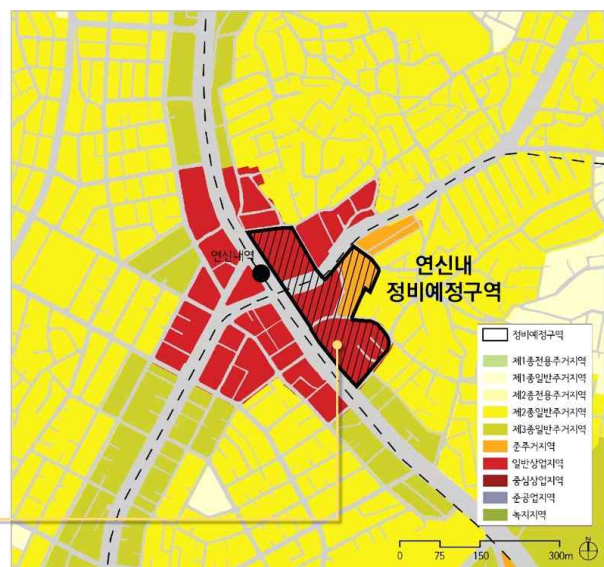 연신내역
연신내
정비예정구역
정비예정구역
제1종전용주거지역
제1종일반주거지역
제2종전용주거지역
제2종일반주거지역
제3종일반주거지역
준주거지역
일반상업지역
중심상업지역
준공업지역
녹지지역
0 75 150 300m
N